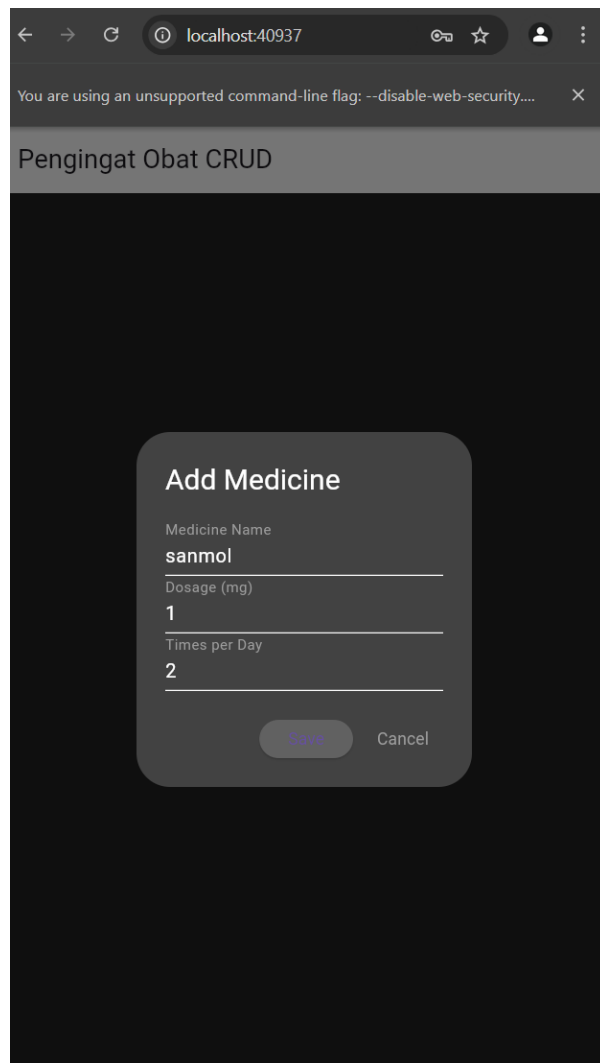 localhost:40937
You are using an unsupported command-line flag: --disable-web-security....
Pengingat Obat CRUD
Add Medicine
Medicine Name
sanmol
Dosage (mg)
1
Times per Day
2
Save Cancel